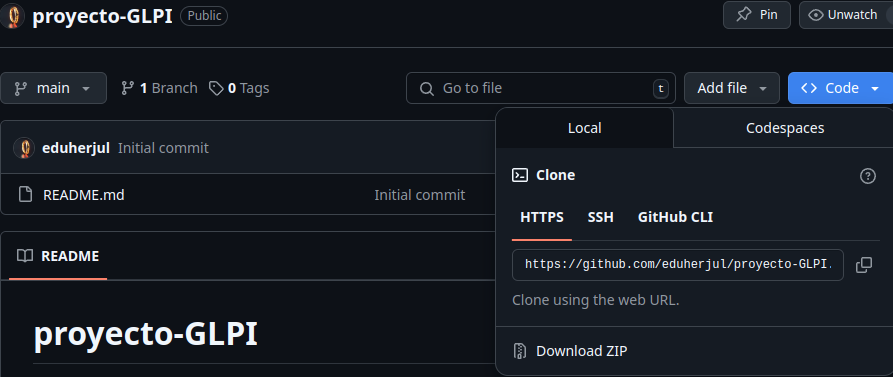 proyecto-GLPI Public Pin Unwatch
main 1 Branch 0 Tags Go to file t Add file Code
Local Codespaces
eduherjul Initial commit
Clone
README.md Initial commit
HTTPS SSH GitHub CLI
README
https://github.com/eduherjul/proyecto-GLPI.
Clone using the web URL.
proyecto-GLPI
Download ZIP